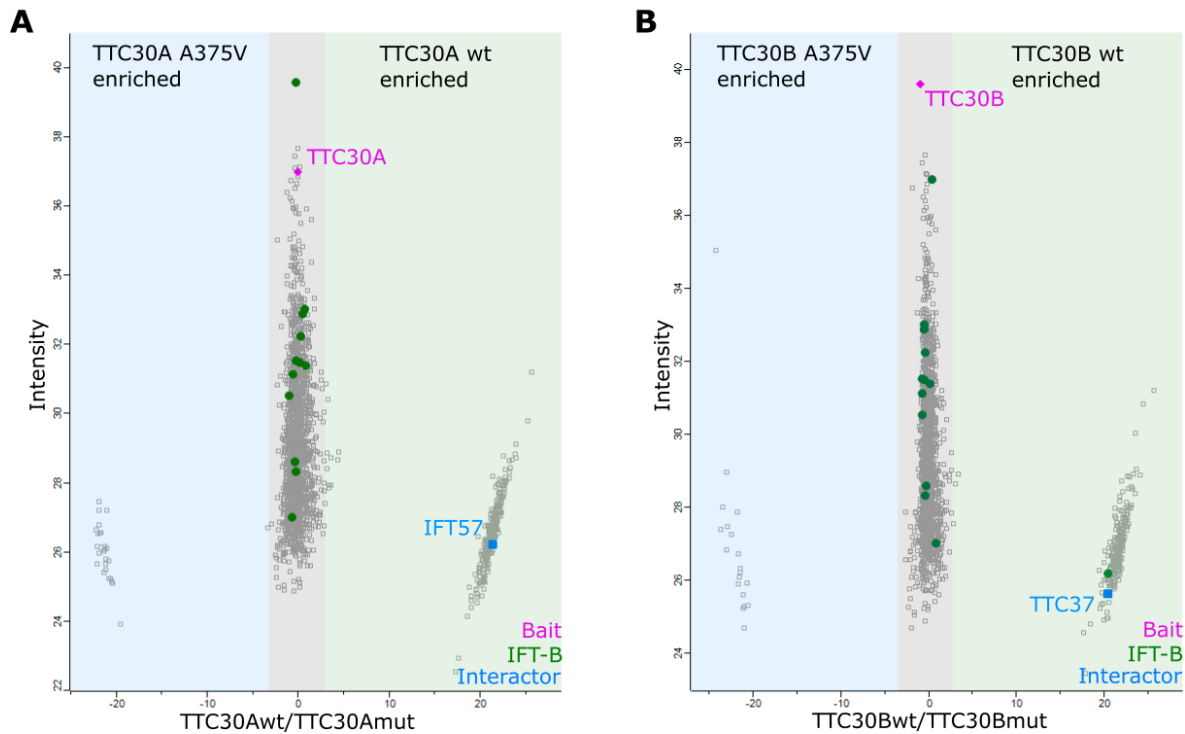 A
TTC30A A375V
enriched
TTC30A wt
enriched
TTC30A
IFT57
Bait
IFT-B
Interactor
Intensity
40
38
36
34
32
30
28
26
24
22
-20
-10
0
10
20
TTC30Awt/TTC30Amut
B
TTC30B A375V
enriched
TTC30B wt
enriched
TTC30B
TTC37
Bait
IFT-B
Interactor
Intensity
40
38
36
34
32
30
28
26
24
-20
-10
0
10
20
TTC30Bwt/TTC30Bmut